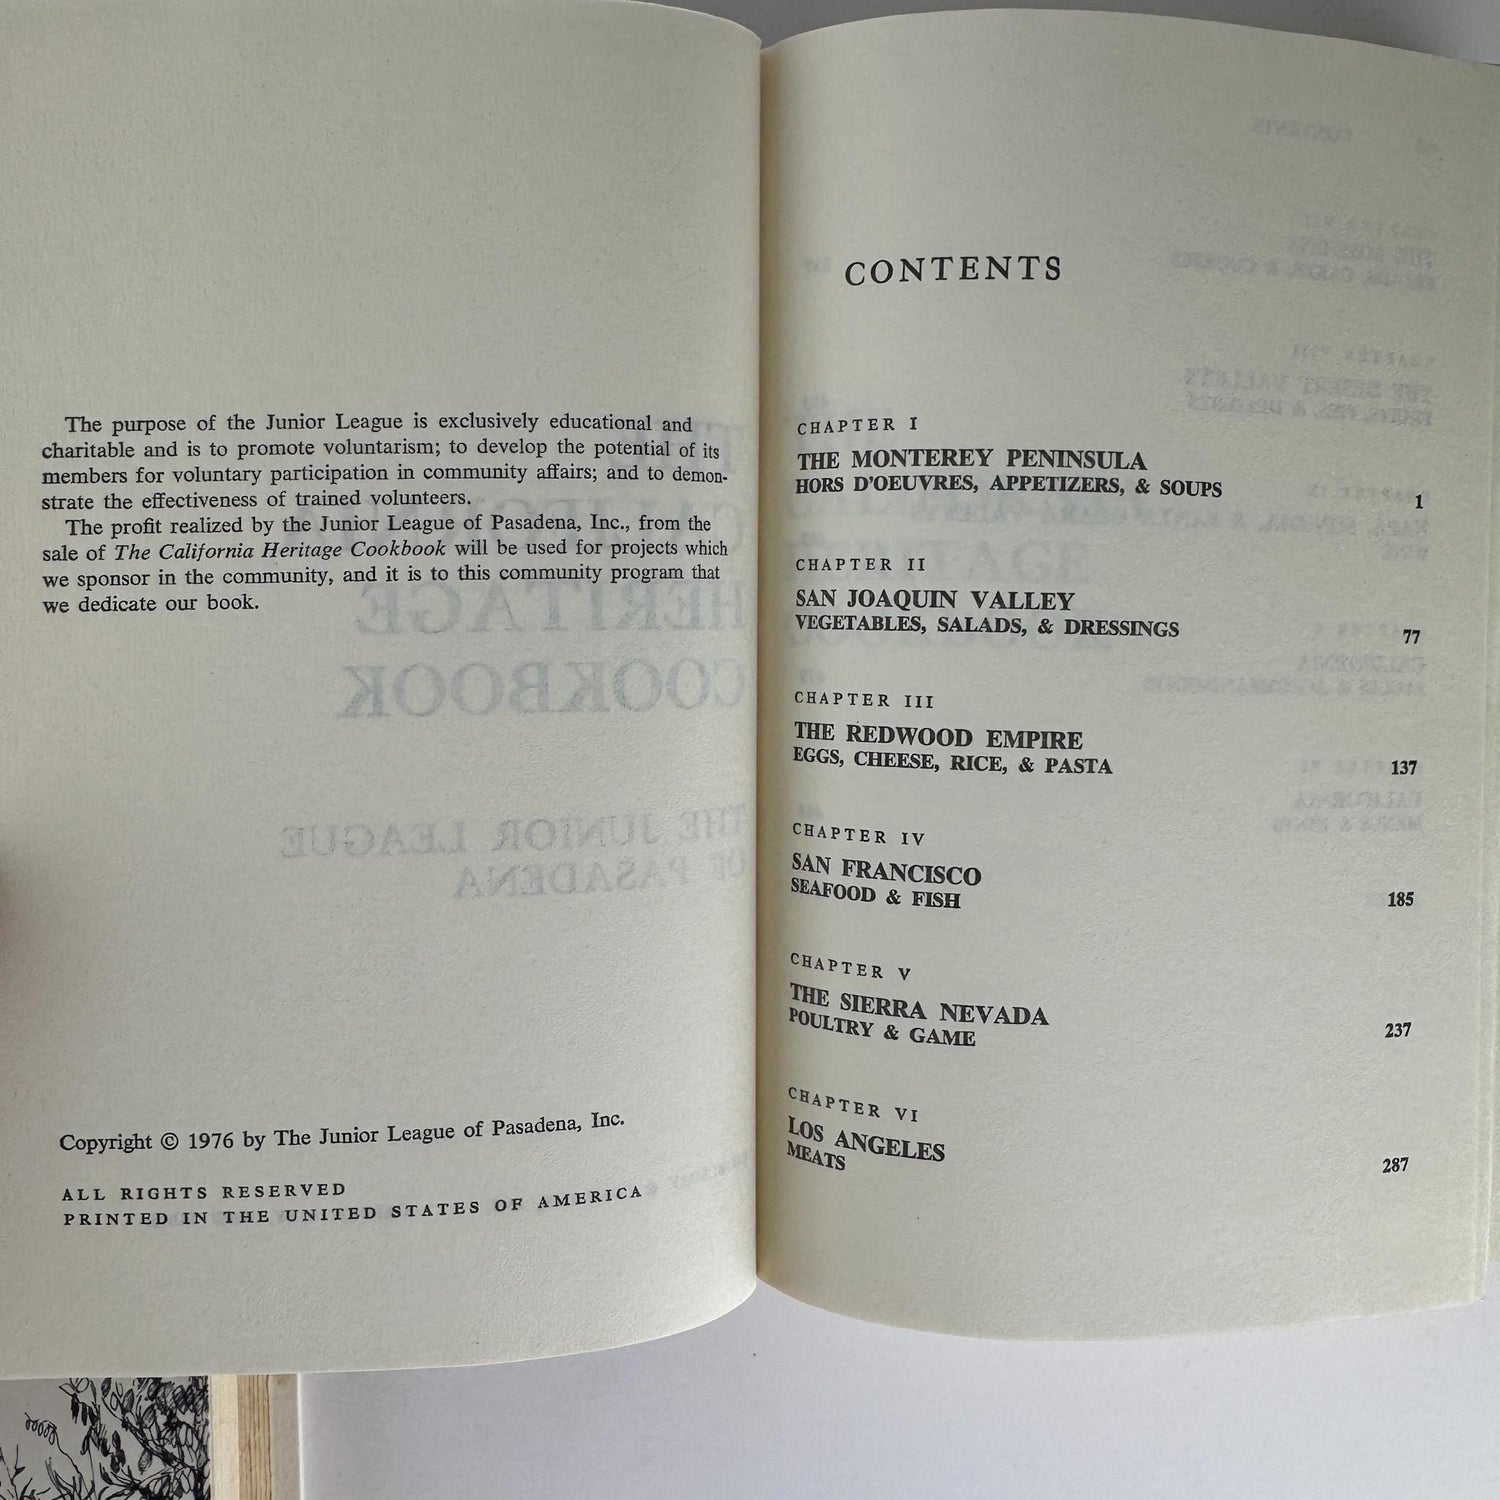 The purpose of the Junior League is exclusively educational and
charitable and is to promote voluntarism; to develop the potential of its
members for voluntary participation in community affairs; and to demon-
strate the effectiveness of trained volunteers.
The profit realized by the Junior League of Pasadena, Inc., from the
sale of The California Heritage Cookbook will be used for projects which
we sponsor in the community, and it is to this community program that
we dedicate our book.
Copyright © 1976 by The Junior League of Pasadena, Inc.
ALL RIGHTS RESERVED
PRINTED IN THE UNITED STATES OF AMERICA
CONTENTS
CHAPTER I
THE MONTEREY PENINSULA
HORS D'OEUVRES, APPETIZERS, & SOUPS 1
CHAPTER II
SAN JOAQUIN VALLEY
VEGETABLES, SALADS, & DRESSINGS 77
CHAPTER III
THE REDWOOD EMPIRE
EGGS, CHEESE, RICE, & PASTA 137
CHAPTER IV
SAN FRANCISCO
SEAFOOD & FISH 185
CHAPTER V
THE SIERRA NEVADA
POULTRY & GAME 237
CHAPTER VI
LOS ANGELES
MEATS 287